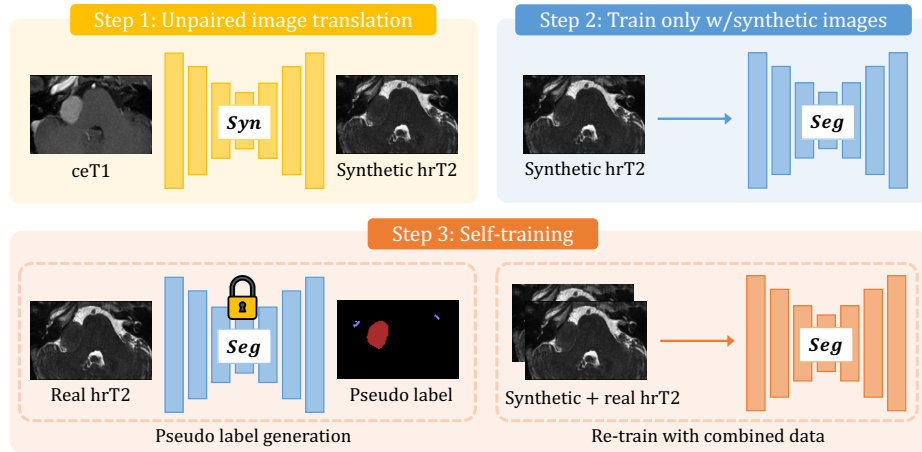 Step 1: Unpaired image translation
Syn
ceT1
Synthetic hrT2
Step 2: Train only w/synthetic images
Seg
Synthetic hrT2
Step 3: Self-training
Seg
Real hrT2
Pseudo label
Pseudo label generation
Seg
Synthetic + real hrT2
Re-train with combined data